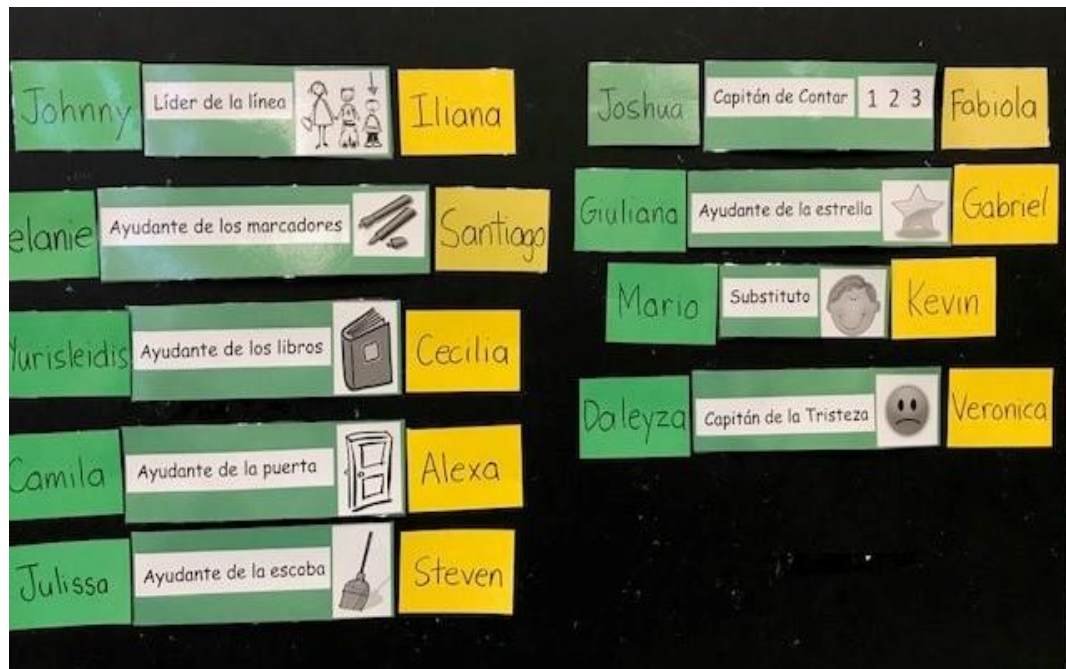 Johnny Líder de la línea Iliana
elanie Ayudante de los marcadores Santiago
Yurisleidis Ayudante de los libros Cecilia
Camila Ayudante de la puerta Alexa
Julissa Ayudante de la escoba Steven
Joshua Capitán de Contar 1 2 3 Fabiola
Giuliana Ayudante de la estrella Gabriel
Mario Substituto Kevin
Daleyza Capitán de la Tristeza Veronica